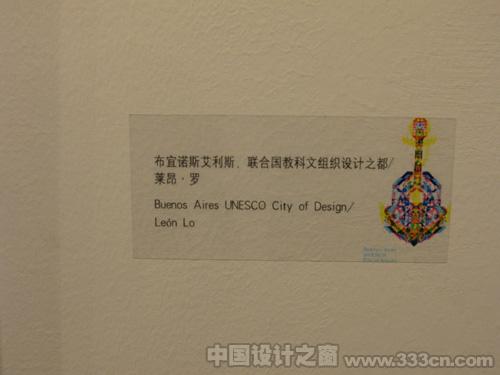 布宜诺斯艾利斯，联合国教科文组织设计之都/
莱昂·罗
Buenos Aires UNESCO City of Design/
León Lo
中国设计之窗 www.333cn.com